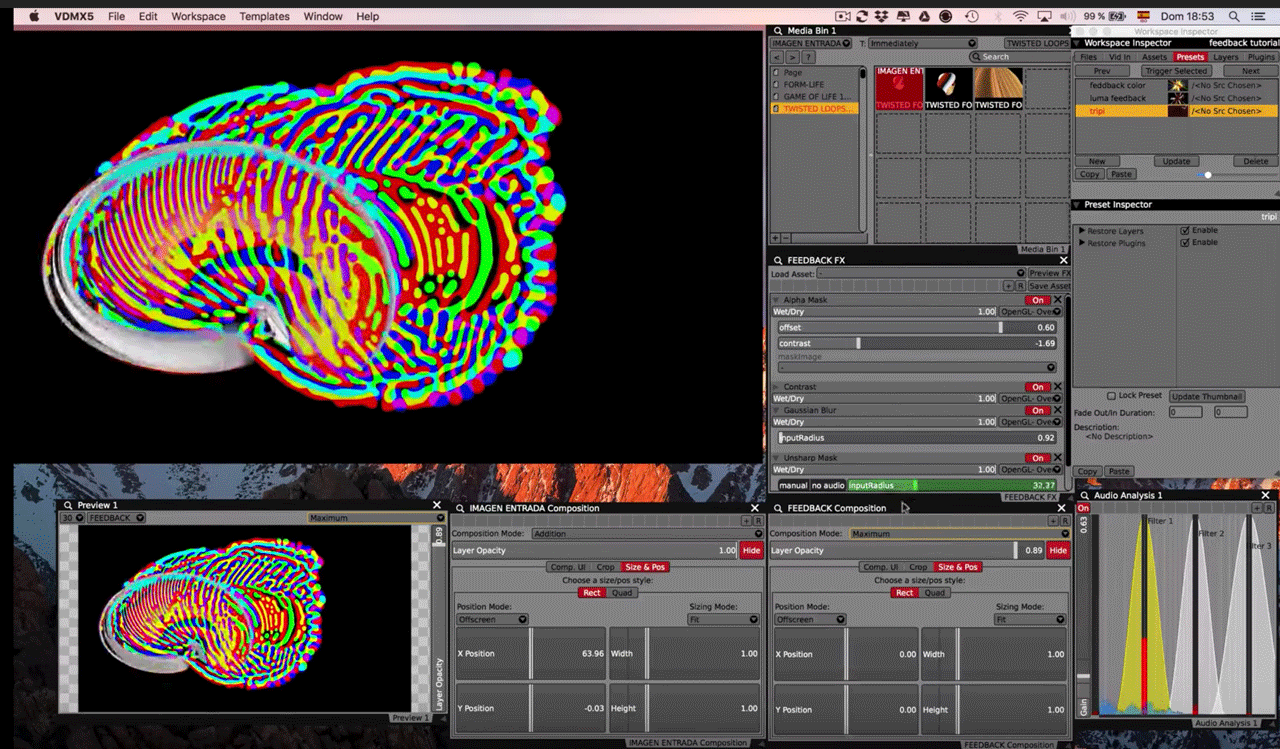 VDMX5 File Edit Workspace Templates Window Help
99 % Dom 18:53
Media Bin 1
IMAGEN ENTRADA T: Immediately TWISTED LOOPS
< > ? Search
Page
FORM-LIFE
GAME OF LIFE 1...
TWISTED LOOPS...
IMAGEN ENT
TWISTED FO TWISTED FO TWISTED FO
+ -
Media Bin 1
Workspace Inspector
Workspace Inspector feedback tutorial
Files Vid In Assets Presets Layers Plugins
Prev Trigger Selected Next
feddback color /<No Src Chosen>
luma feedback /<No Src Chosen>
tripi /<No Src Chosen>
New Update Delete
Copy Paste
Preset Inspector
tripi
Restore Layers Enable
Restore Plugins Enable
Lock Preset Update Thumbnail
Fade Out/In Duration: 0 0
Description:
<No Description>
Copy Paste
FEEDBACK FX
Load Asset: - Preview FX
+ R Save Asset
Alpha Mask On
Wet/Dry 1.00 OpenGL- Over
offset 0.60
contrast -1.69
maskImage
-
Contrast On
Wet/Dry 1.00 OpenGL- Over
Gaussian Blur On
Wet/Dry 1.00 OpenGL- Over
inputRadius 0.92
Unsharp Mask On
Wet/Dry 1.00 OpenGL- Over
manual no audio inputRadius 32.37
FEEDBACK FX
Preview 1
30 FEEDBACK Maximum
0.89
Layer Opacity
Preview 1
IMAGEN ENTRADA Composition
+ R
Composition Mode: Addition
Layer Opacity 1.00 Hide
Comp. UI Crop Size & Pos
Choose a size/pos style:
Rect Quad
Position Mode: Sizing Mode:
Offscreen Fit
X Position 63.96 Width 1.00
Y Position -0.03 Height 1.00
IMAGEN ENTRADA Composition
FEEDBACK Composition
+ R
Composition Mode: Maximum
Layer Opacity 0.89 Hide
Comp. UI Crop Size & Pos
Choose a size/pos style:
Rect Quad
Position Mode: Sizing Mode:
Offscreen Fit
X Position 0.00 Width 1.00
Y Position 0.00 Height 1.00
FEEDBACK Composition
Audio Analysis 1
On + R
0.63
Filter 1
Filter 2
Filter 3
Gain
Audio Analysis 1